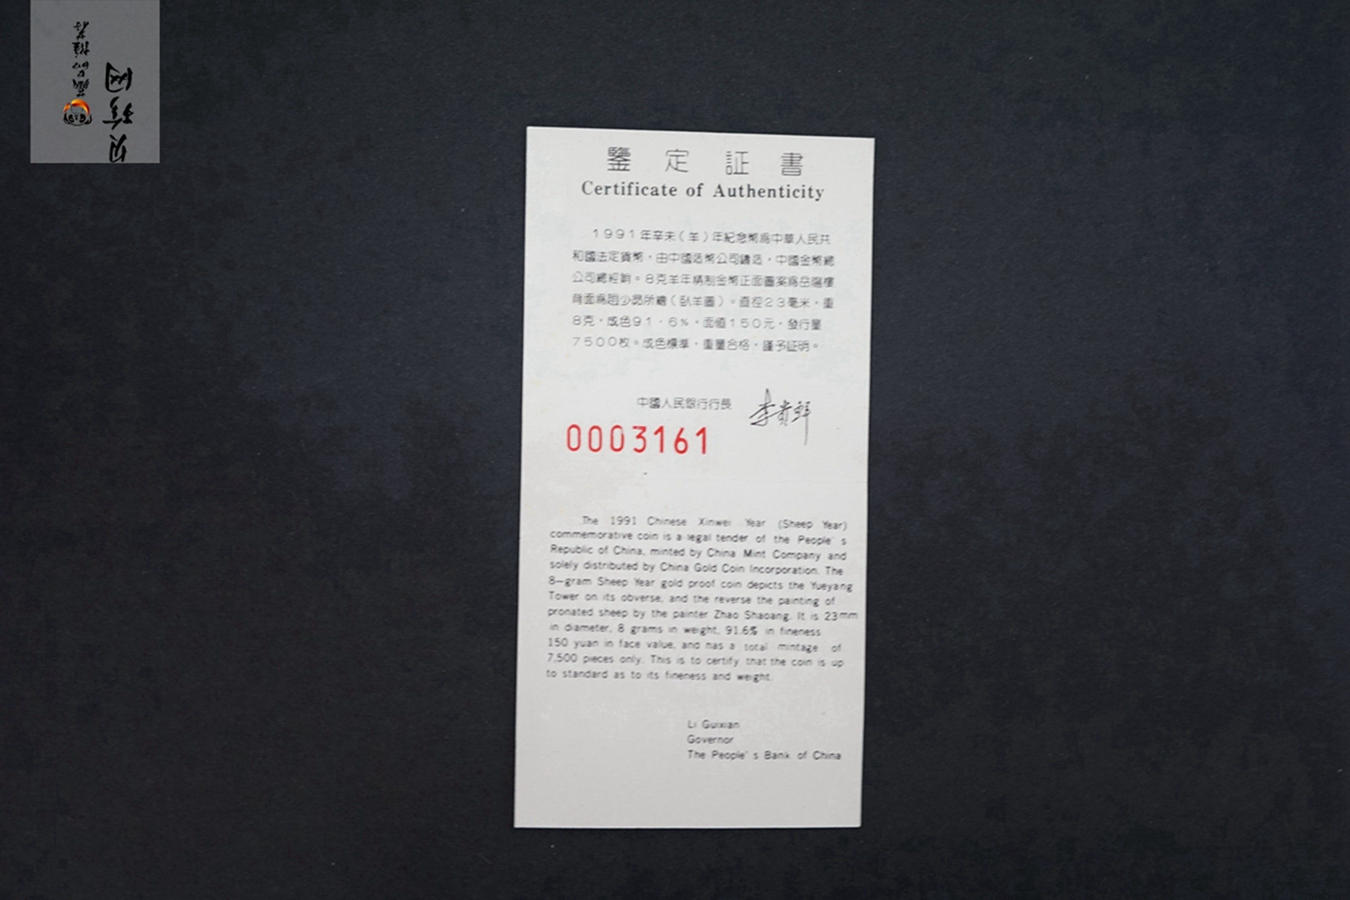 鑒定証書
Certificate of Authenticity
1991年辛未(羊)年紀念幣爲中華人民共
和國法定貨幣,由中國造幣公司鑄造,中國金幣總
公司總經銷。8克羊年精制金幣正面圖案爲岳陽樓
背面爲趙少昂所繪(臥羊圖)。直徑23毫米,重
8克,成色91.6%,面值150元,發行量
7500枚。成色標準,重量合格,謹予証明。
中國人民銀行行長 李貴鮮
0003161
The 1991 Chinese Xinwei Year (Sheep Year)
commemorative coin is a legal tender of the People's
Republic of China, minted by China Mint Company and
solely distributed by China Gold Coin Incorporation. The
8-gram Sheep Year gold proof coin depicts the Yueyang
Tower on its obverse, and the reverse the painting of
pronated sheep by the painter Zhao Shaoang. It is 23mm
in diameter, 8 grams in weight, 91.6% in fineness
150 yuan in face value, and has a total mintage of
7,500 pieces only. This is to certify that the coin is up
to standard as to its fineness and weight.
Li Guixian
Governor
The People's Bank of China
贝珍网